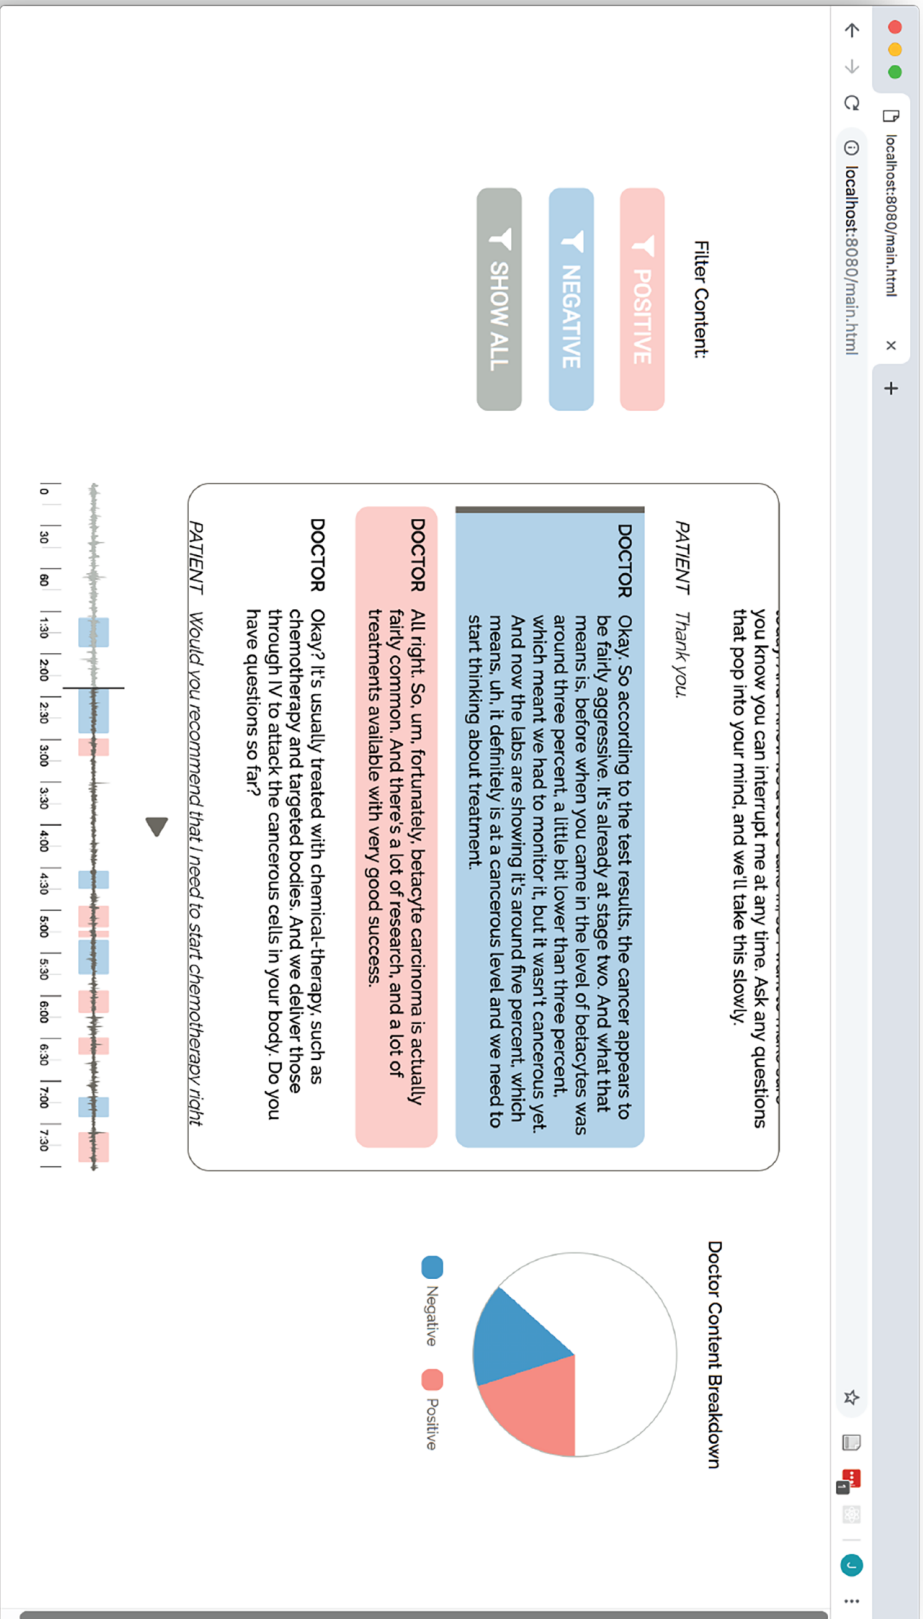 localhost:8080/main.html
localhost:8080/main.html
1
J
Filter Content:
POSITIVE
NEGATIVE
SHOW ALL
you know you can interrupt me at any time. Ask any questions
that pop into your mind, and we'll take this slowly.
PATIENT Thank you.
DOCTOR Okay. So according to the test results, the cancer appears to
be fairly aggressive. It's already at stage two. And what that
means is, before when you came in the level of betacytes was
around three percent, a little bit lower than three percent,
which meant we had to monitor it, but it wasn't cancerous yet.
And now the labs are showing it's around five percent, which
means, uh, it definitely is at a cancerous level and we need to
start thinking about treatment.
DOCTOR All right. So, um, fortunately, betacyte carcinoma is actually
fairly common. And there's a lot of research, and a lot of
treatments available with very good success.
DOCTOR Okay? It's usually treated with chemical-therapy, such as
chemotherapy and targeted bodies. And we deliver those
through IV to attack the cancerous cells in your body. Do you
have questions so far?
PATIENT Would you recommend that I need to start chemotherapy right
0 30 60 1:30 2:00 2:30 3:00 3:30 4:00 4:30 5:00 5:30 6:00 6:30 7:00 7:30
Doctor Content Breakdown
Negative Positive